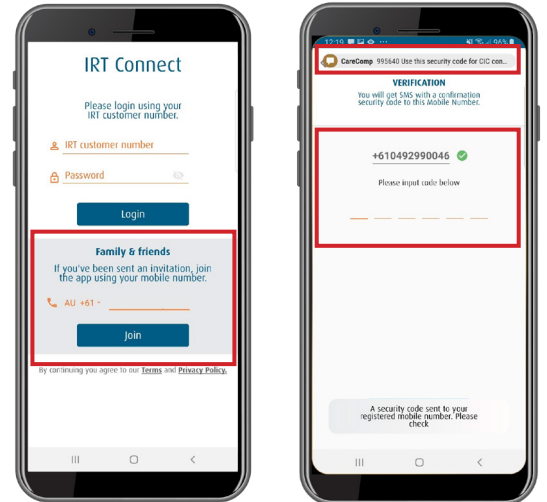 IRT Connect
Please login using your
IRT customer number.
IRT customer number
Password
Login
Family & friends
If you've been sent an invitation, join
the app using your mobile number.
AU +61
Join
By continuing you agree to our Terms and Privacy Policy.
12:19
96%
CareComp 995640 Use this security code for CIC con...
VERIFICATION
You will get SMS with a confirmation
security code to this Mobile Number.
+610492990046
Please input code below
A security code sent to your
registered mobile number. Please
check